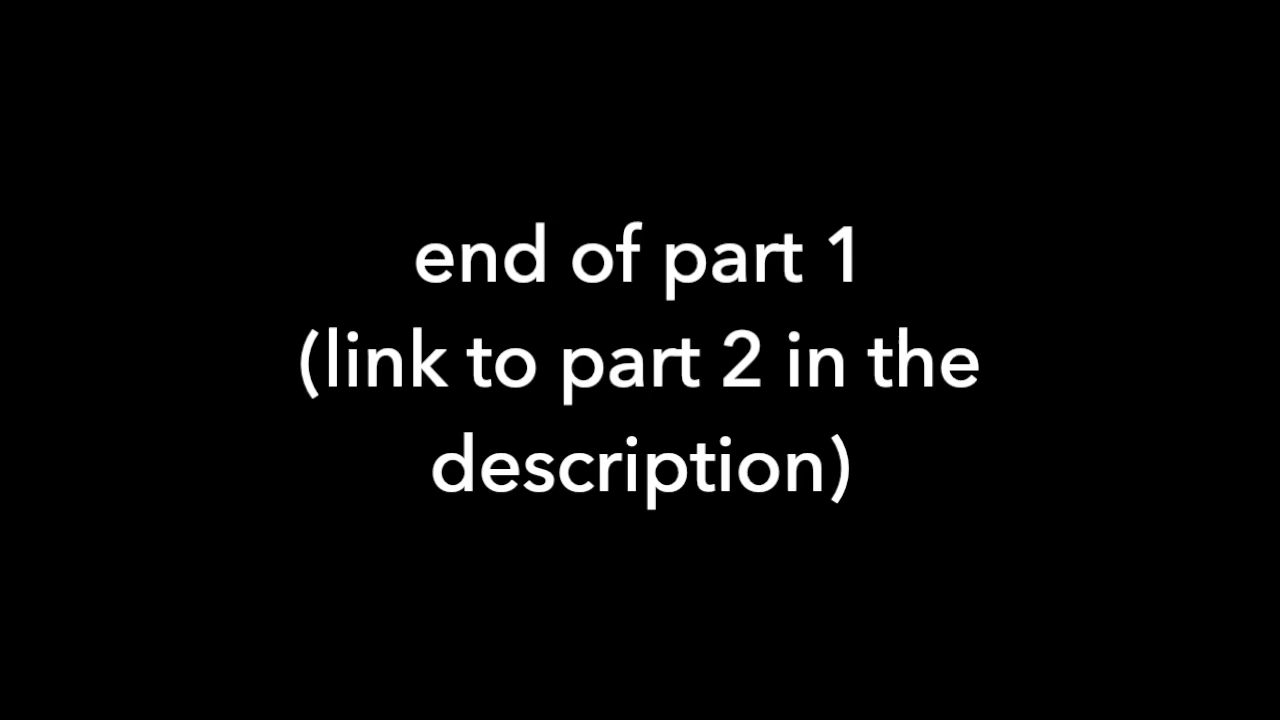 end of part 1
(link to part 2 in the
description)